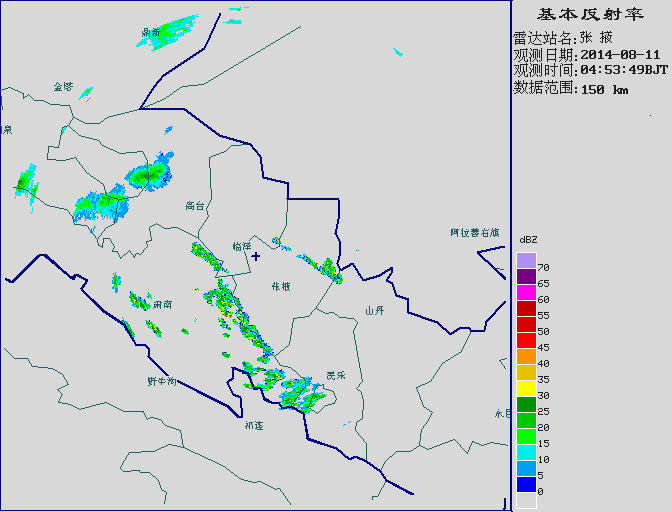 基本反射率
雷达站名:张 掖
观测日期:2014-08-11
观测时间:04:53:49BJT
数据范围:150 km
鼎新
金塔
泉
高台
阿拉善右旗
临泽
张掖
肃南
山丹
野牛沟
民乐
祁连
永昌
dBZ
70
65
60
55
50
45
40
35
30
25
20
15
10
5
0